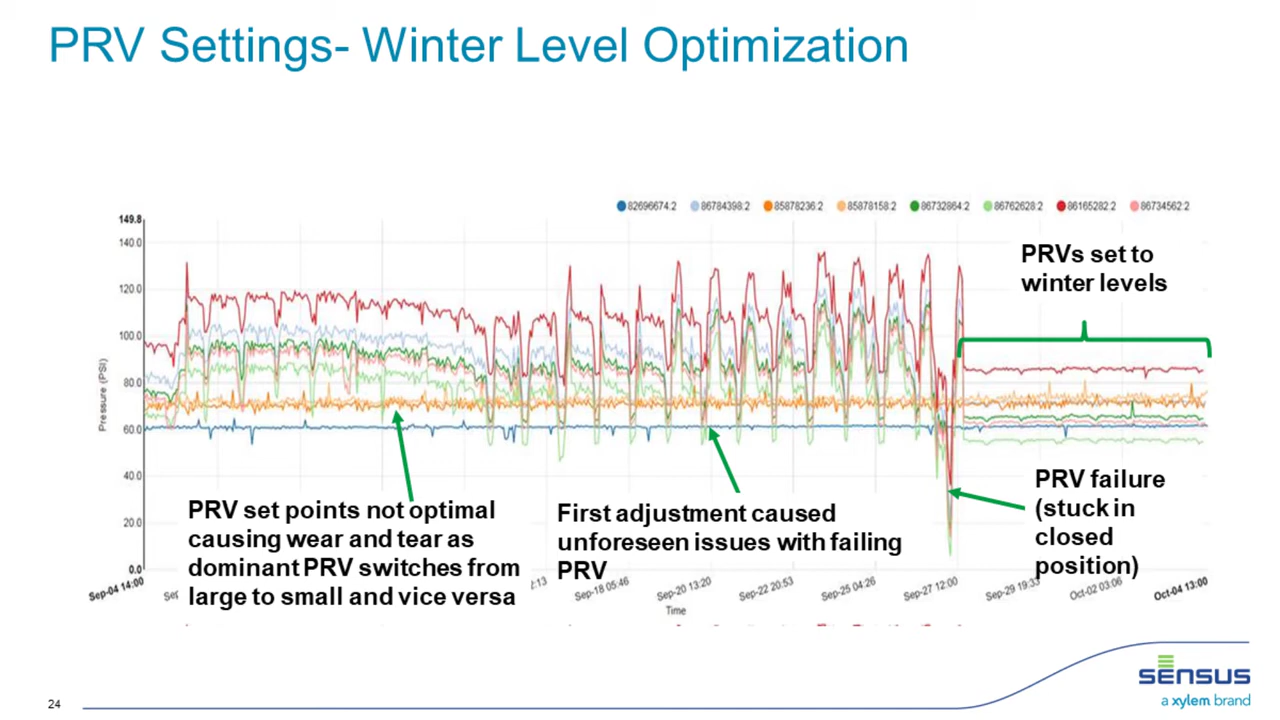 PRV Settings- Winter Level Optimization
82696674:2
86784398:2
85878236:2
85878158:2
86732864:2
86762628:2
86165282:2
86734562:2
149.8
140.0
120.0
100.0
80.0
60.0
40.0
20.0
0.0
Pressure (PSI)
PRVs set to
winter levels
PRV set points not optimal
causing wear and tear as
dominant PRV switches from
large to small and vice versa
First adjustment caused
unforeseen issues with failing
PRV
PRV failure
(stuck in
closed
position)
Sep-04 14:00
Sep-18 05:46
Sep-20 13:20
Sep-22 20:53
Sep-25 04:26
Sep-27 12:00
Sep-29 19:33
Oct-02 03:06
Oct-04 13:00
Time
24
sensus
a xylem brand